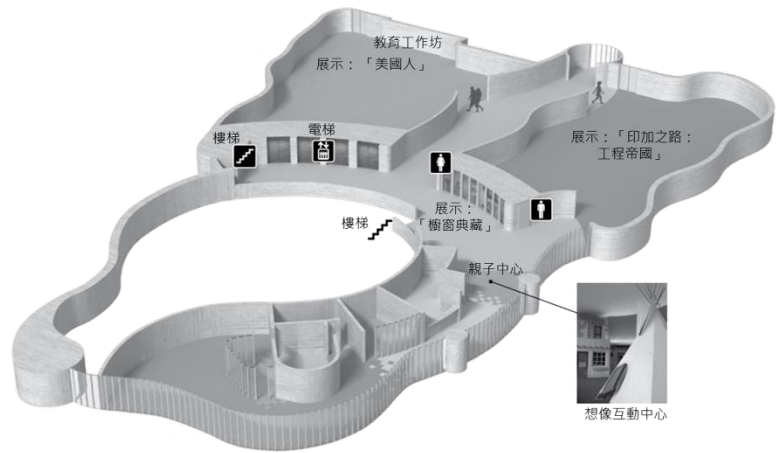 教育工作坊
展示：「美國人」
電梯
樓梯
展示：「印加之路：
工程帝國」
展示：
「櫥窗典藏」
樓梯
親子中心
想像互動中心